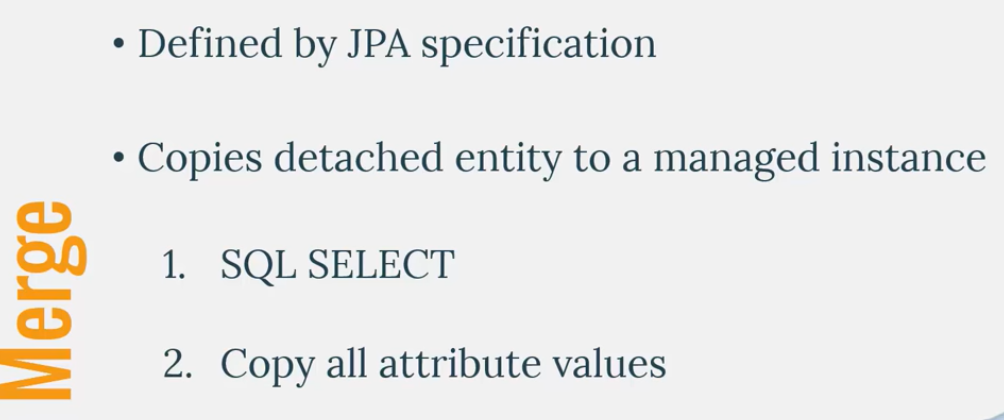 Merge
• Defined by JPA specification
• Copies detached entity to a managed instance
1. SQL SELECT
2. Copy all attribute values